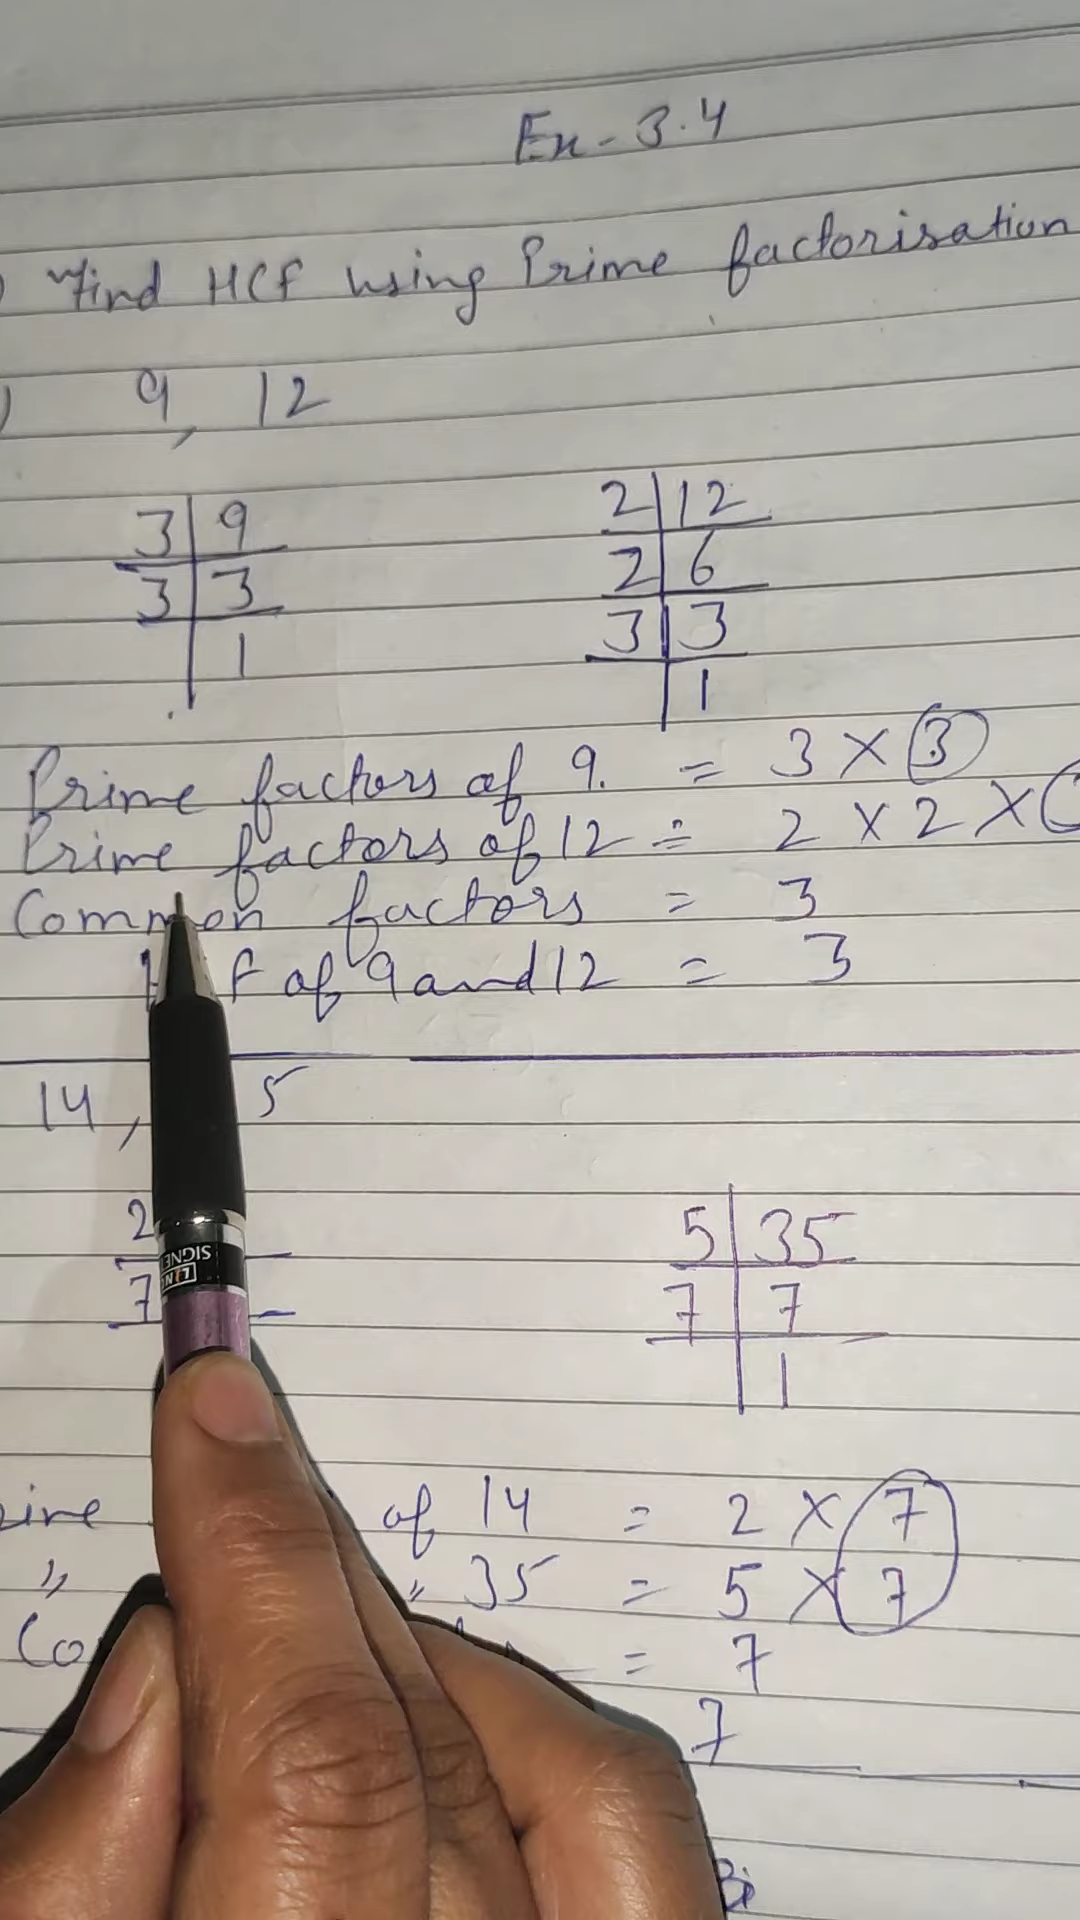 Ex - 3.4
find HCF using Prime factorisation
9, 12
3 | 9
3 | 3
1
2 | 12
2 | 6
3 | 3
1
Prime factors of 9. = 3 × 3
Prime factors of 12 = 2 × 2 ×
Common factors = 3
F of 9 and 12 = 3
14, 5
2
7
5 | 35
7 | 7
1
of 14 = 2 × 7
" " 35 = 5 × 7
= 7
7
SIGNE